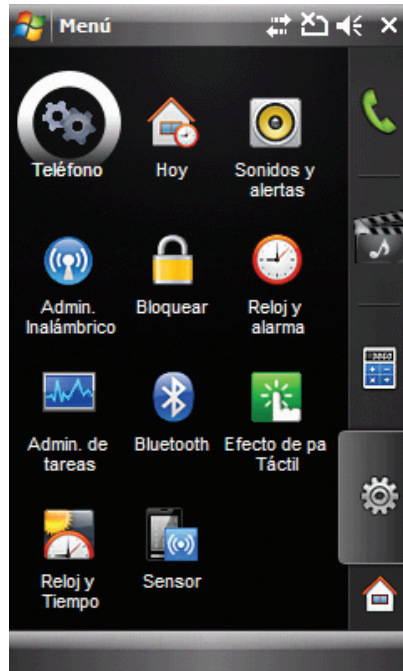 Menú
Teléfono
Hoy
Sonidos y
alertas
Admin.
Inalámbrico
Bloquear
Reloj y
alarma
Admin. de
tareas
Bluetooth
Efecto de pa
Táctil
Reloj y
Tiempo
Sensor